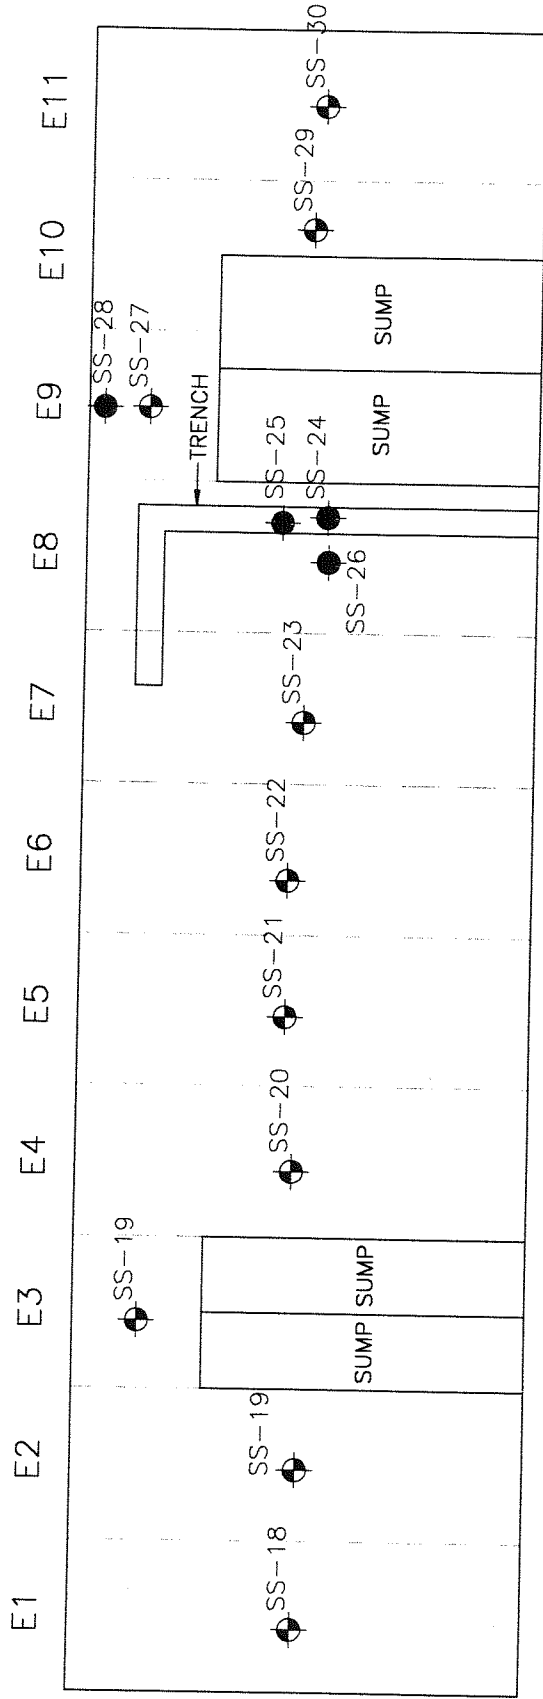 E1 E2 E3 E4 E5 E6 E7 E8 E9 E10 E11
SS-18
SS-19
SS-19
SS-20
SS-21
SS-22
SS-23
SS-26
SS-25
SS-24
TRENCH
SS-28
SS-27
SS-29
SS-30
SUMP
SUMP
SUMP
SUMP